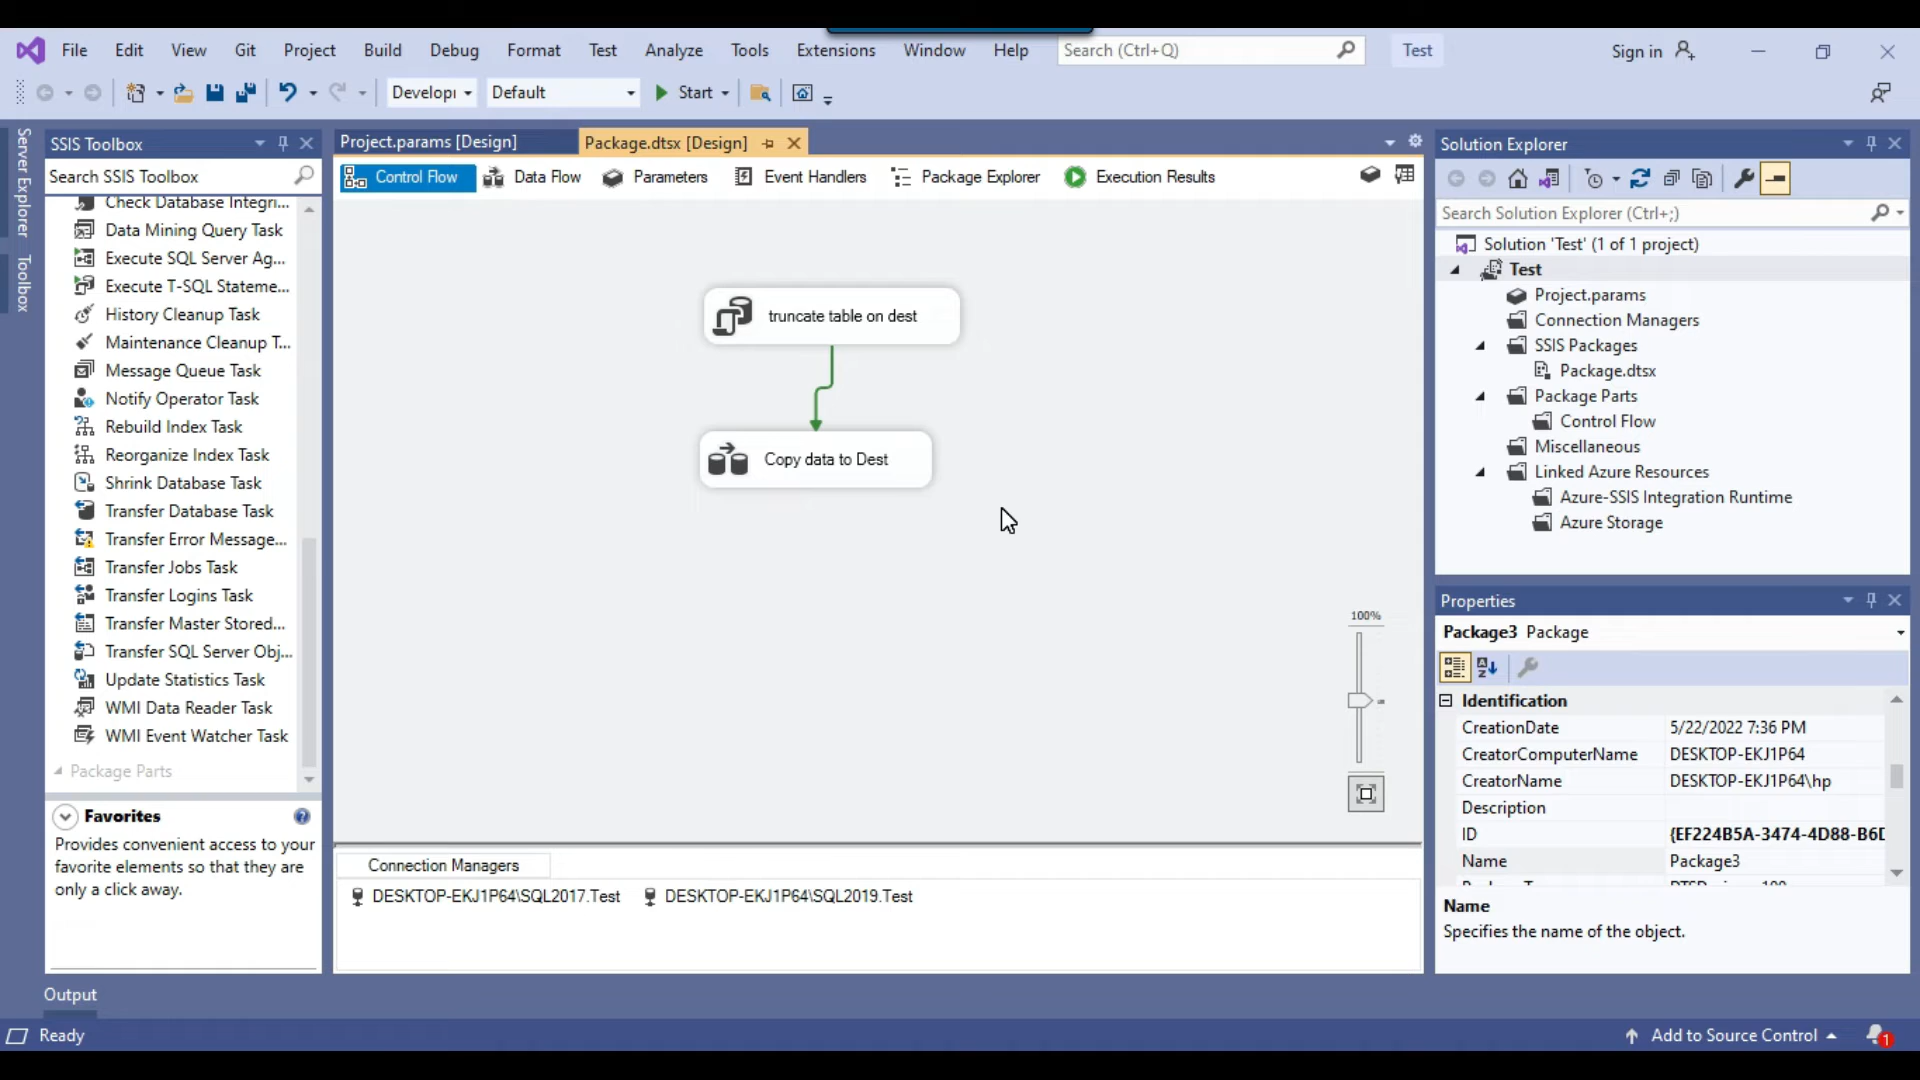 File Edit View Git Project Build Debug Format Test Analyze Tools Extensions Window Help Search (Ctrl+Q) Test Sign in
Developı Default Start
Server Explorer
Toolbox
SSIS Toolbox
Search SSIS Toolbox
Check Database Integri...
Data Mining Query Task
Execute SQL Server Ag...
Execute T-SQL Stateme...
History Cleanup Task
Maintenance Cleanup T...
Message Queue Task
Notify Operator Task
Rebuild Index Task
Reorganize Index Task
Shrink Database Task
Transfer Database Task
Transfer Error Message...
Transfer Jobs Task
Transfer Logins Task
Transfer Master Stored...
Transfer SQL Server Obj...
Update Statistics Task
WMI Data Reader Task
WMI Event Watcher Task
Package Parts
Favorites
Provides convenient access to your
favorite elements so that they are
only a click away.
Project.params [Design] Package.dtsx [Design]
Control Flow Data Flow Parameters Event Handlers Package Explorer Execution Results
truncate table on dest
Copy data to Dest
100%
Connection Managers
DESKTOP-EKJ1P64\SQL2017.Test DESKTOP-EKJ1P64\SQL2019.Test
Solution Explorer
Search Solution Explorer (Ctrl+;)
Solution 'Test' (1 of 1 project)
Test
Project.params
Connection Managers
SSIS Packages
Package.dtsx
Package Parts
Control Flow
Miscellaneous
Linked Azure Resources
Azure-SSIS Integration Runtime
Azure Storage
Properties
Package3 Package
Identification
CreationDate 5/22/2022 7:36 PM
CreatorComputerName DESKTOP-EKJ1P64
CreatorName DESKTOP-EKJ1P64\hp
Description
ID {EF224B5A-3474-4D88-B6D
Name Package3
Name
Specifies the name of the object.
Output
Ready Add to Source Control 1